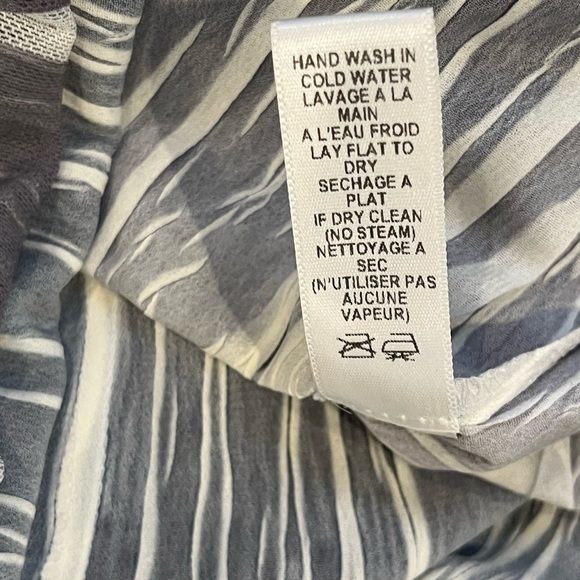 HAND WASH IN
COLD WATER
LAVAGE A LA
MAIN
A L'EAU FROID
LAY FLAT TO
DRY
SECHAGE A
PLAT
IF DRY CLEAN
(NO STEAM)
NETTOYAGE A
SEC
(N'UTILISER PAS
AUCUNE
VAPEUR)